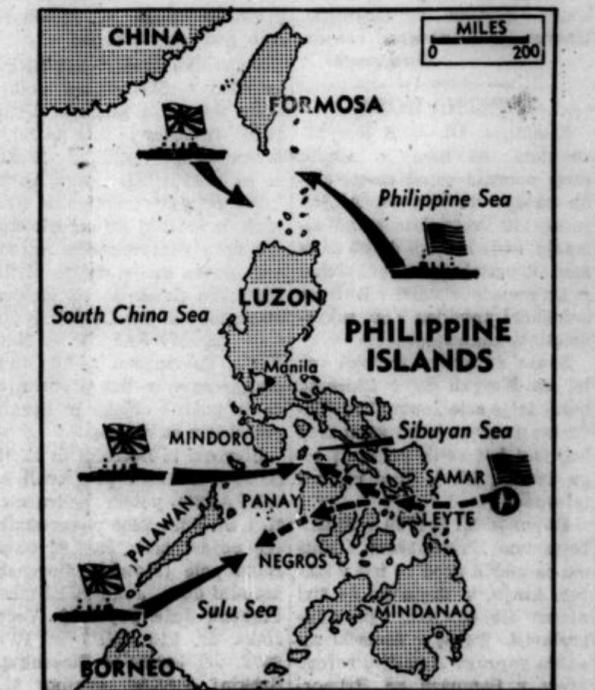 CHINA
MILES
0 200
FORMOSA
Philippine Sea
LUZON
South China Sea
PHILIPPINE
ISLANDS
Manila
MINDORO
Sibuyan Sea
SAMAR
PANAY
LEYTE
PALAWAN
NEGROS
Sulu Sea
MINDANAO
BORNEO